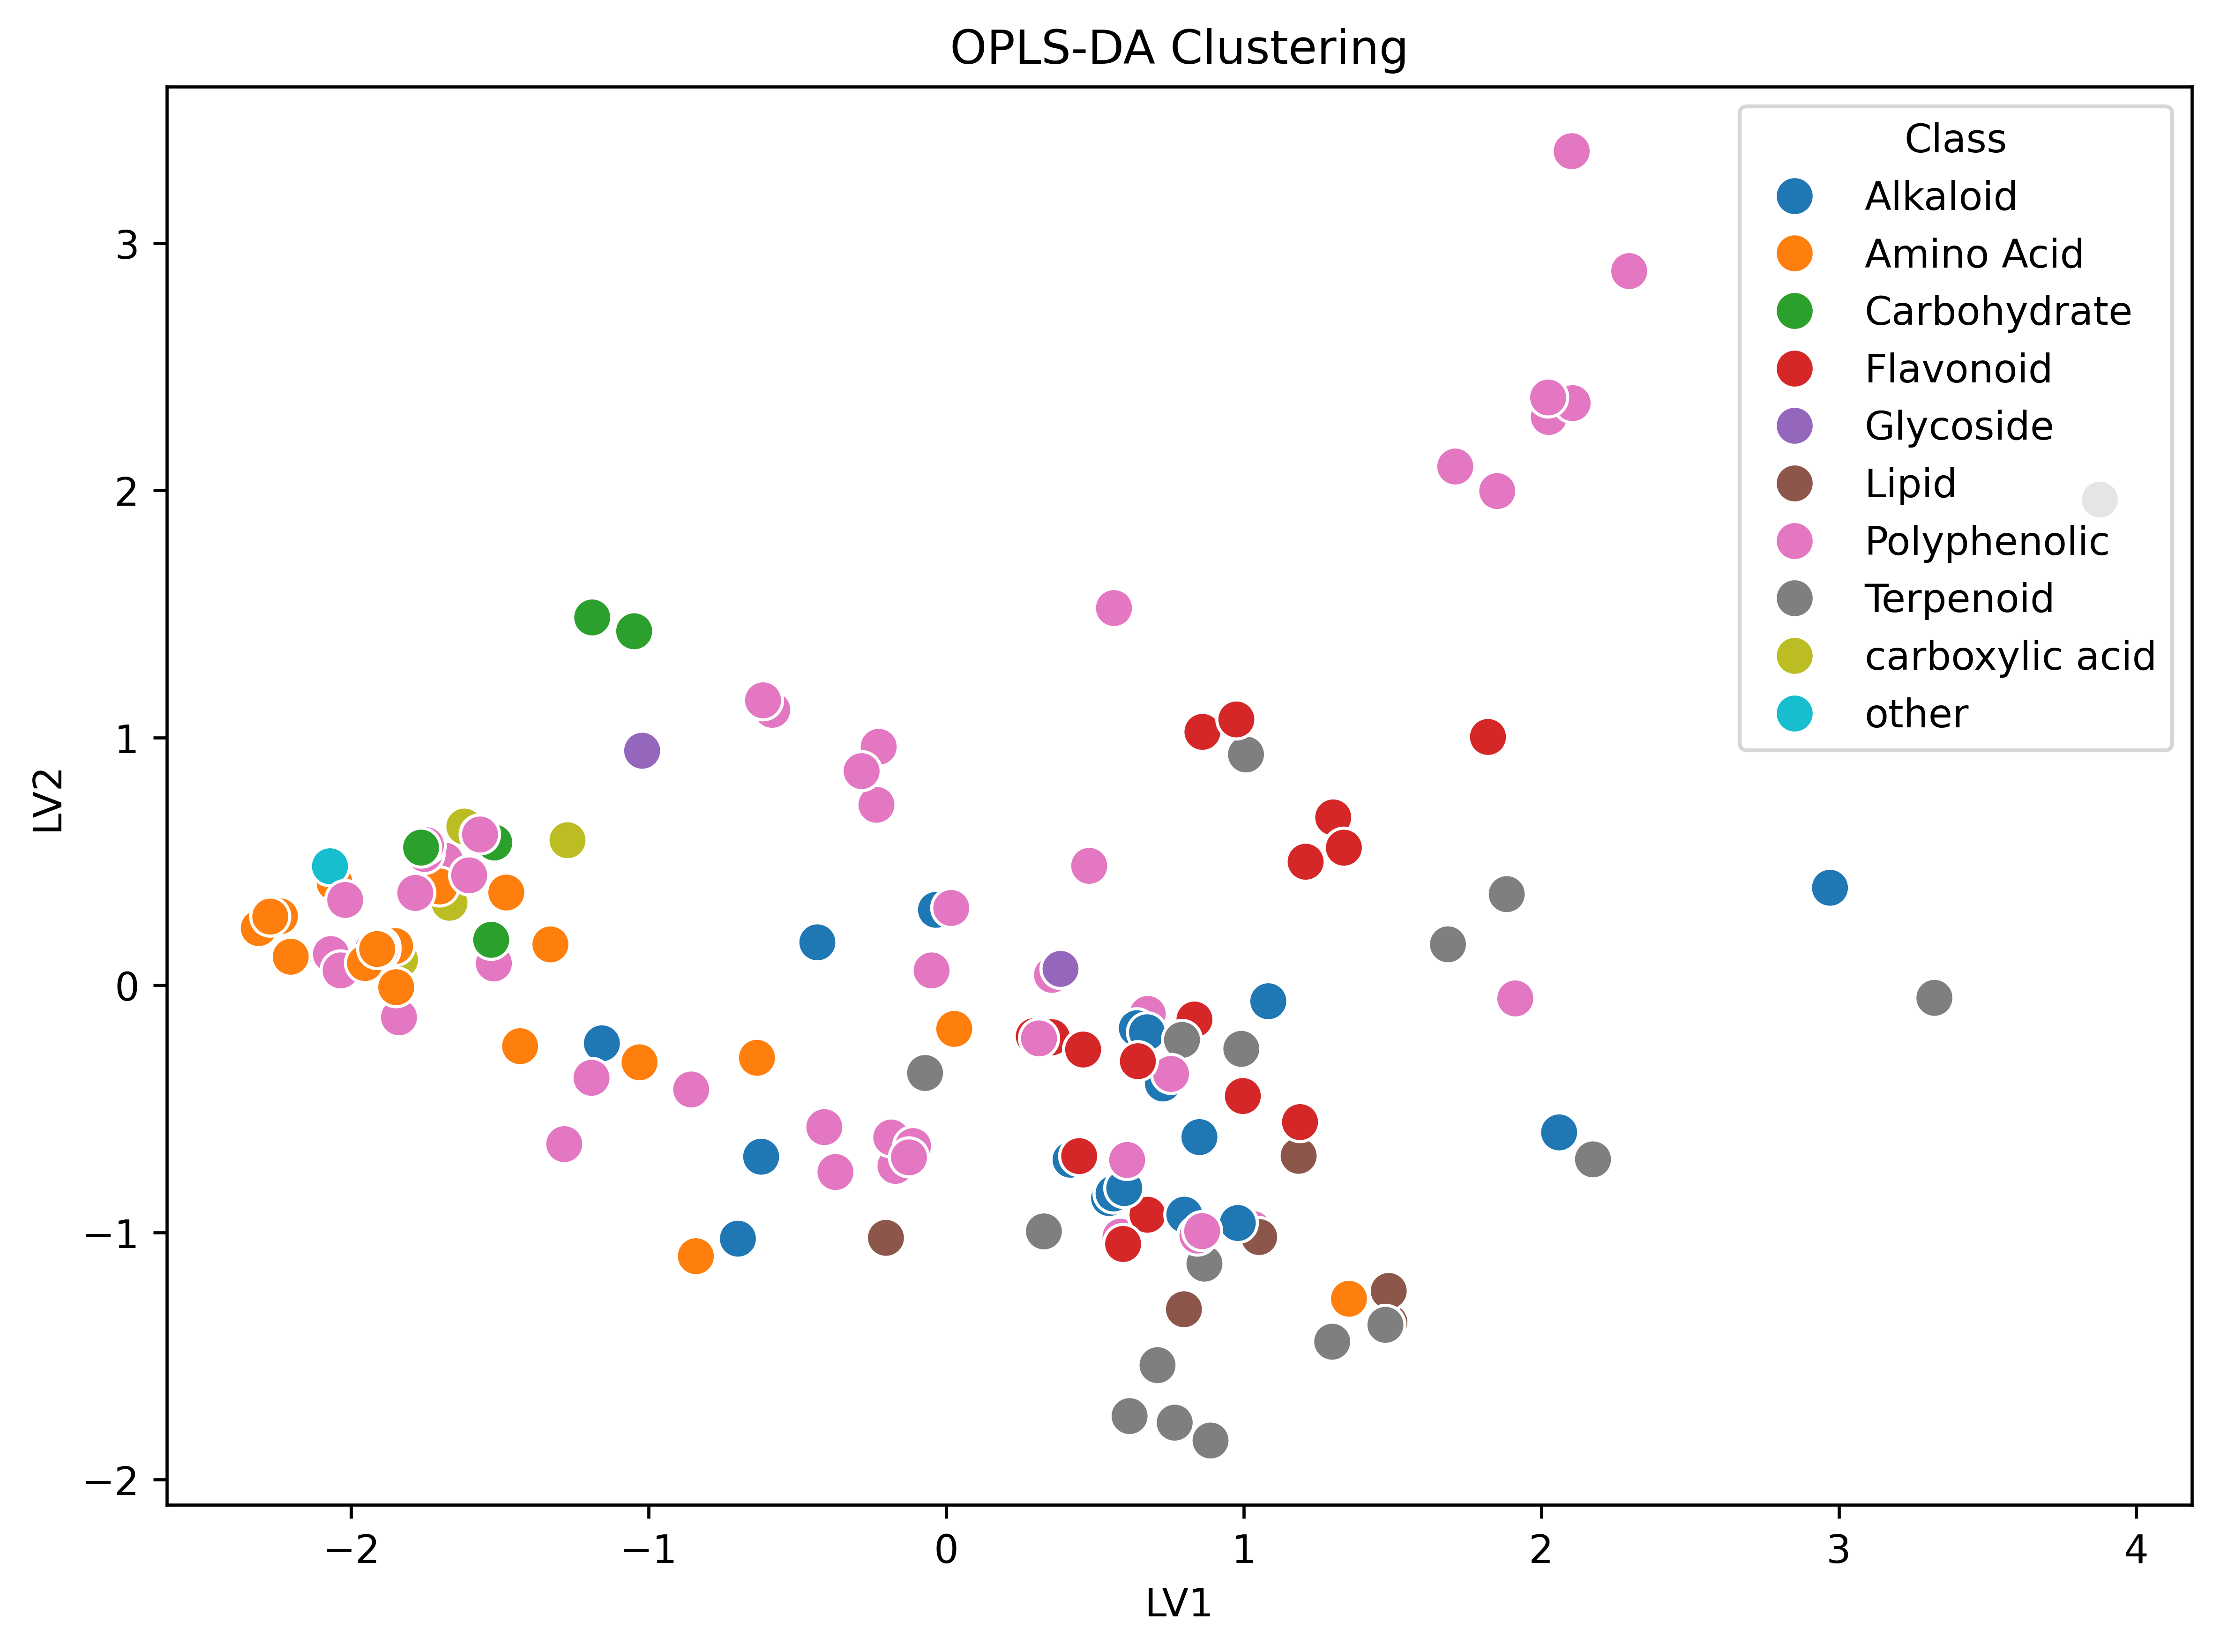 OPLS-DA Clustering
Class
Alkaloid
Amino Acid
Carbohydrate
Flavonoid
Glycoside
Lipid
Polyphenolic
Terpenoid
carboxylic acid
other
3
2
1
0
−1
−2
LV2
−2 −1 0 1 2 3 4
LV1